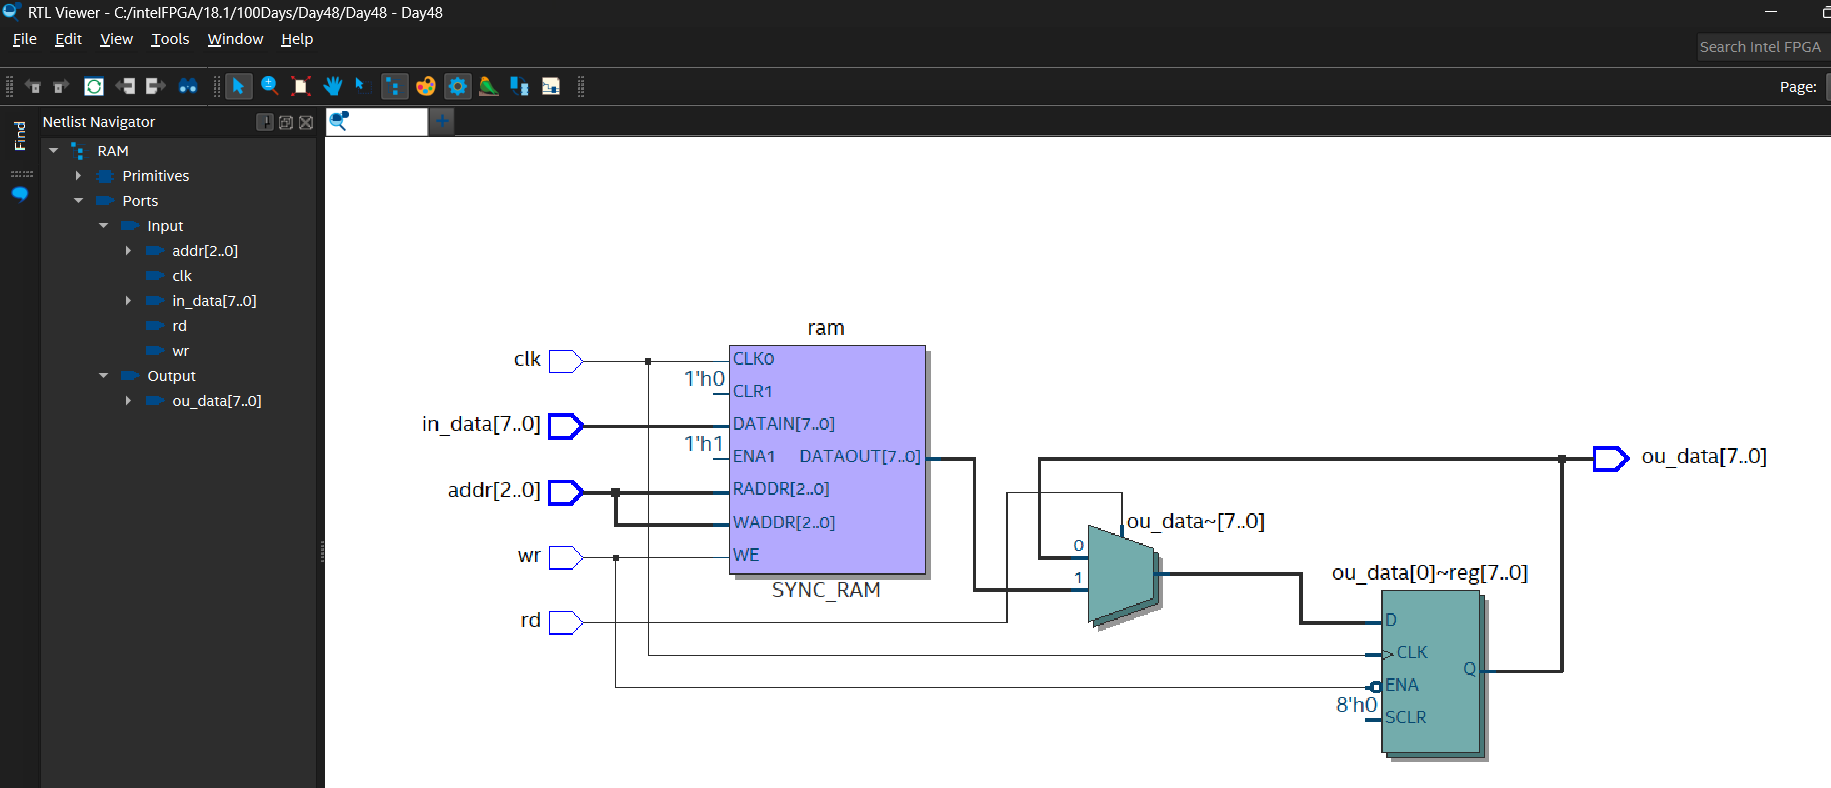 RTL Viewer - C:/intelFPGA/18.1/100Days/Day48/Day48 - Day48
File Edit View Tools Window Help
Search Intel FPGA
Page:
Find
Netlist Navigator
RAM
Primitives
Ports
Input
addr[2..0]
clk
in_data[7..0]
rd
wr
Output
ou_data[7..0]
ram
clk
CLK0
1'h0
CLR1
in_data[7..0]
DATAIN[7..0]
1'h1
ENA1 DATAOUT[7..0]
addr[2..0]
RADDR[2..0]
WADDR[2..0]
wr
WE
SYNC_RAM
rd
ou_data~[7..0]
0
1
ou_data[7..0]
ou_data[0]~reg[7..0]
D
CLK
Q
ENA
8'h0
SCLR